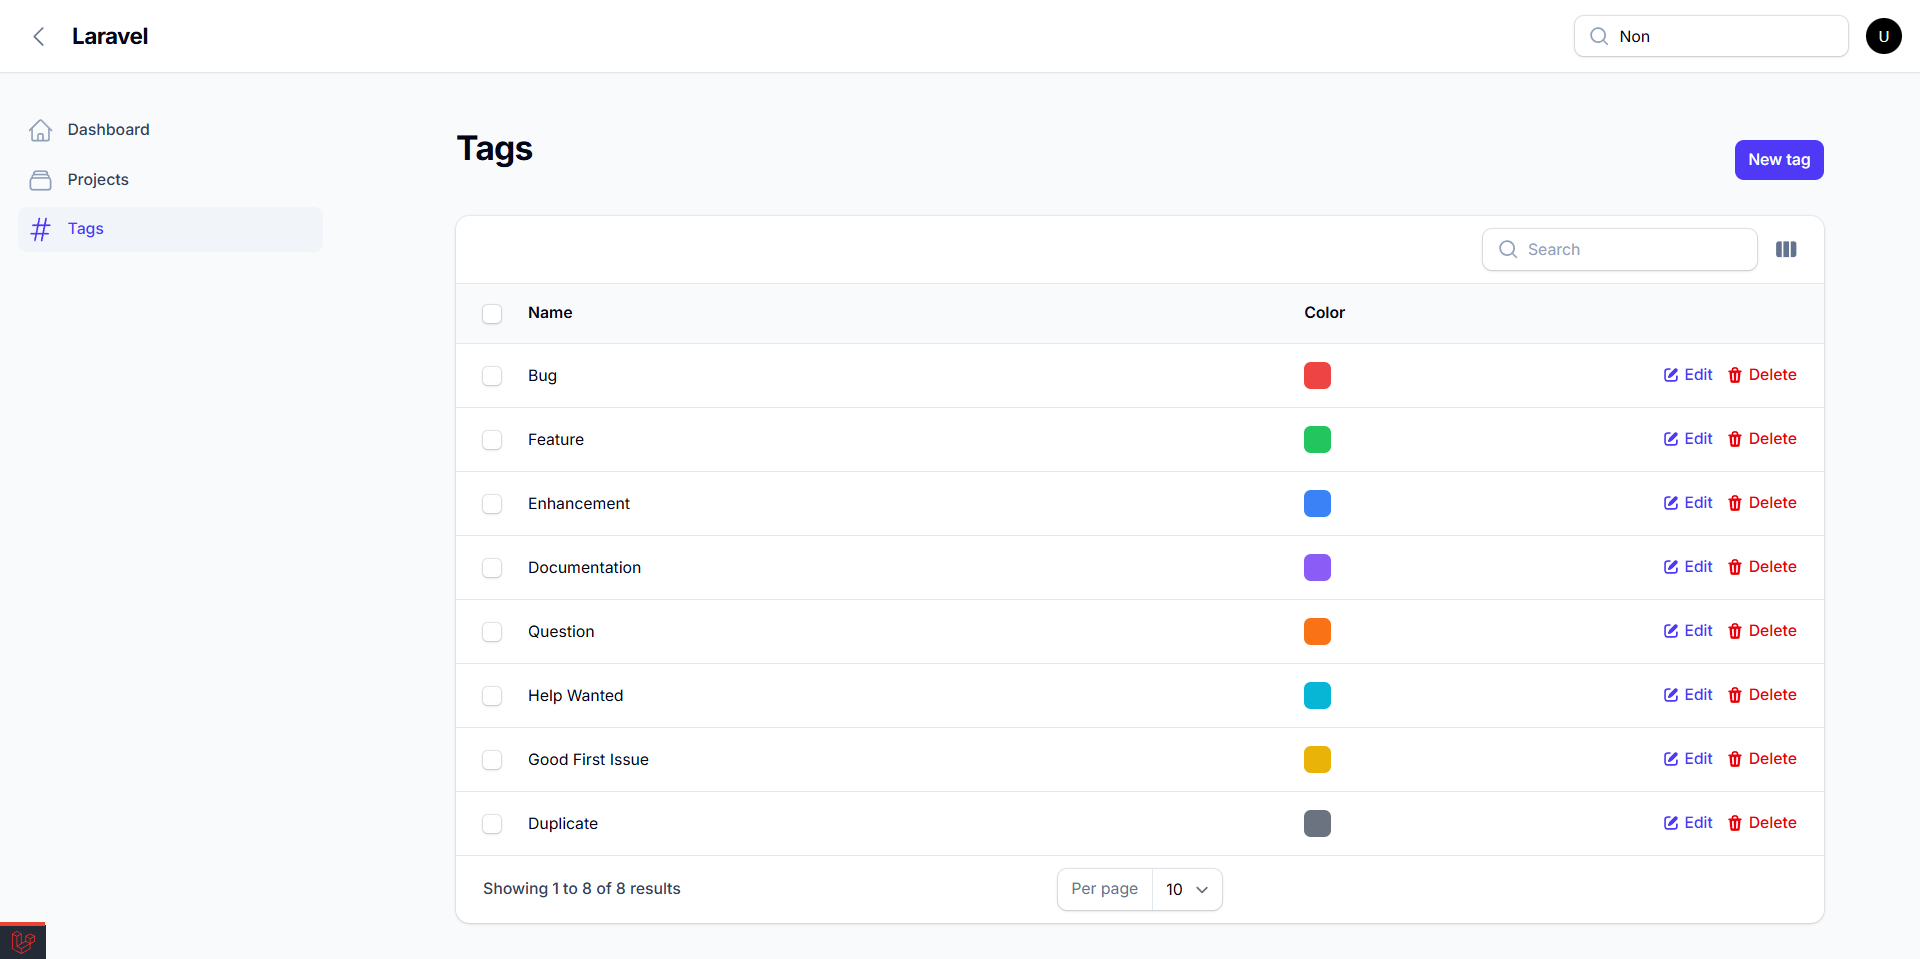 Laravel
Non
U
Dashboard
Projects
Tags
Tags
New tag
Search
Name Color
Bug Edit Delete
Feature Edit Delete
Enhancement Edit Delete
Documentation Edit Delete
Question Edit Delete
Help Wanted Edit Delete
Good First Issue Edit Delete
Duplicate Edit Delete
Showing 1 to 8 of 8 results Per page 10